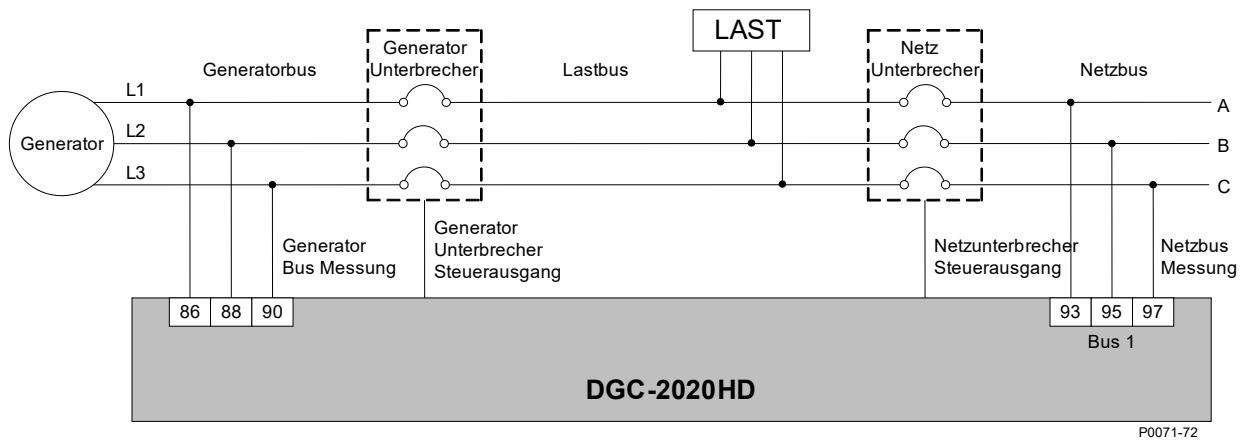 LAST
Generator
Unterbrecher
Netz
Unterbrecher
Generatorbus
Lastbus
Netzbus
L1
A
L2
Generator
B
L3
C
Generator
Bus Messung
Generator
Unterbrecher
Steuerausgang
Netzunterbrecher
Steuerausgang
Netzbus
Messung
86 88 90
93 95 97
Bus 1
DGC-2020HD
P0071-72